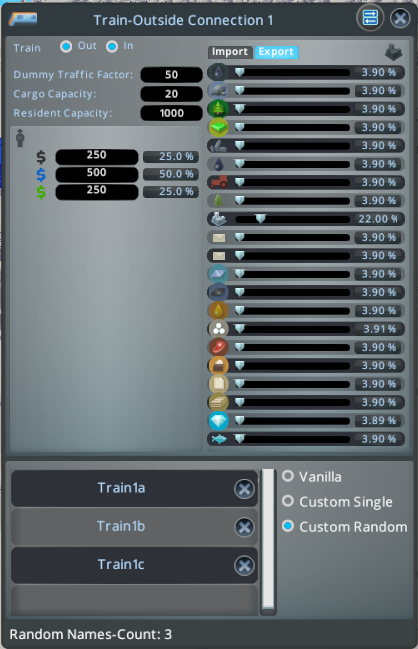 Train-Outside Connection 1
Train Out In
Import Export
Dummy Traffic Factor: 50
Cargo Capacity: 20
Resident Capacity: 1000
$ 250 25.0 %
$ 500 50.0 %
$ 250 25.0 %
3.90 %
3.90 %
3.90 %
3.90 %
3.90 %
3.90 %
3.90 %
3.90 %
22.00 %
3.90 %
3.90 %
3.90 %
3.90 %
3.90 %
3.91 %
3.90 %
3.90 %
3.90 %
3.90 %
3.89 %
3.90 %
Train1a
Train1b
Train1c
Vanilla
Custom Single
Custom Random
Random Names-Count: 3